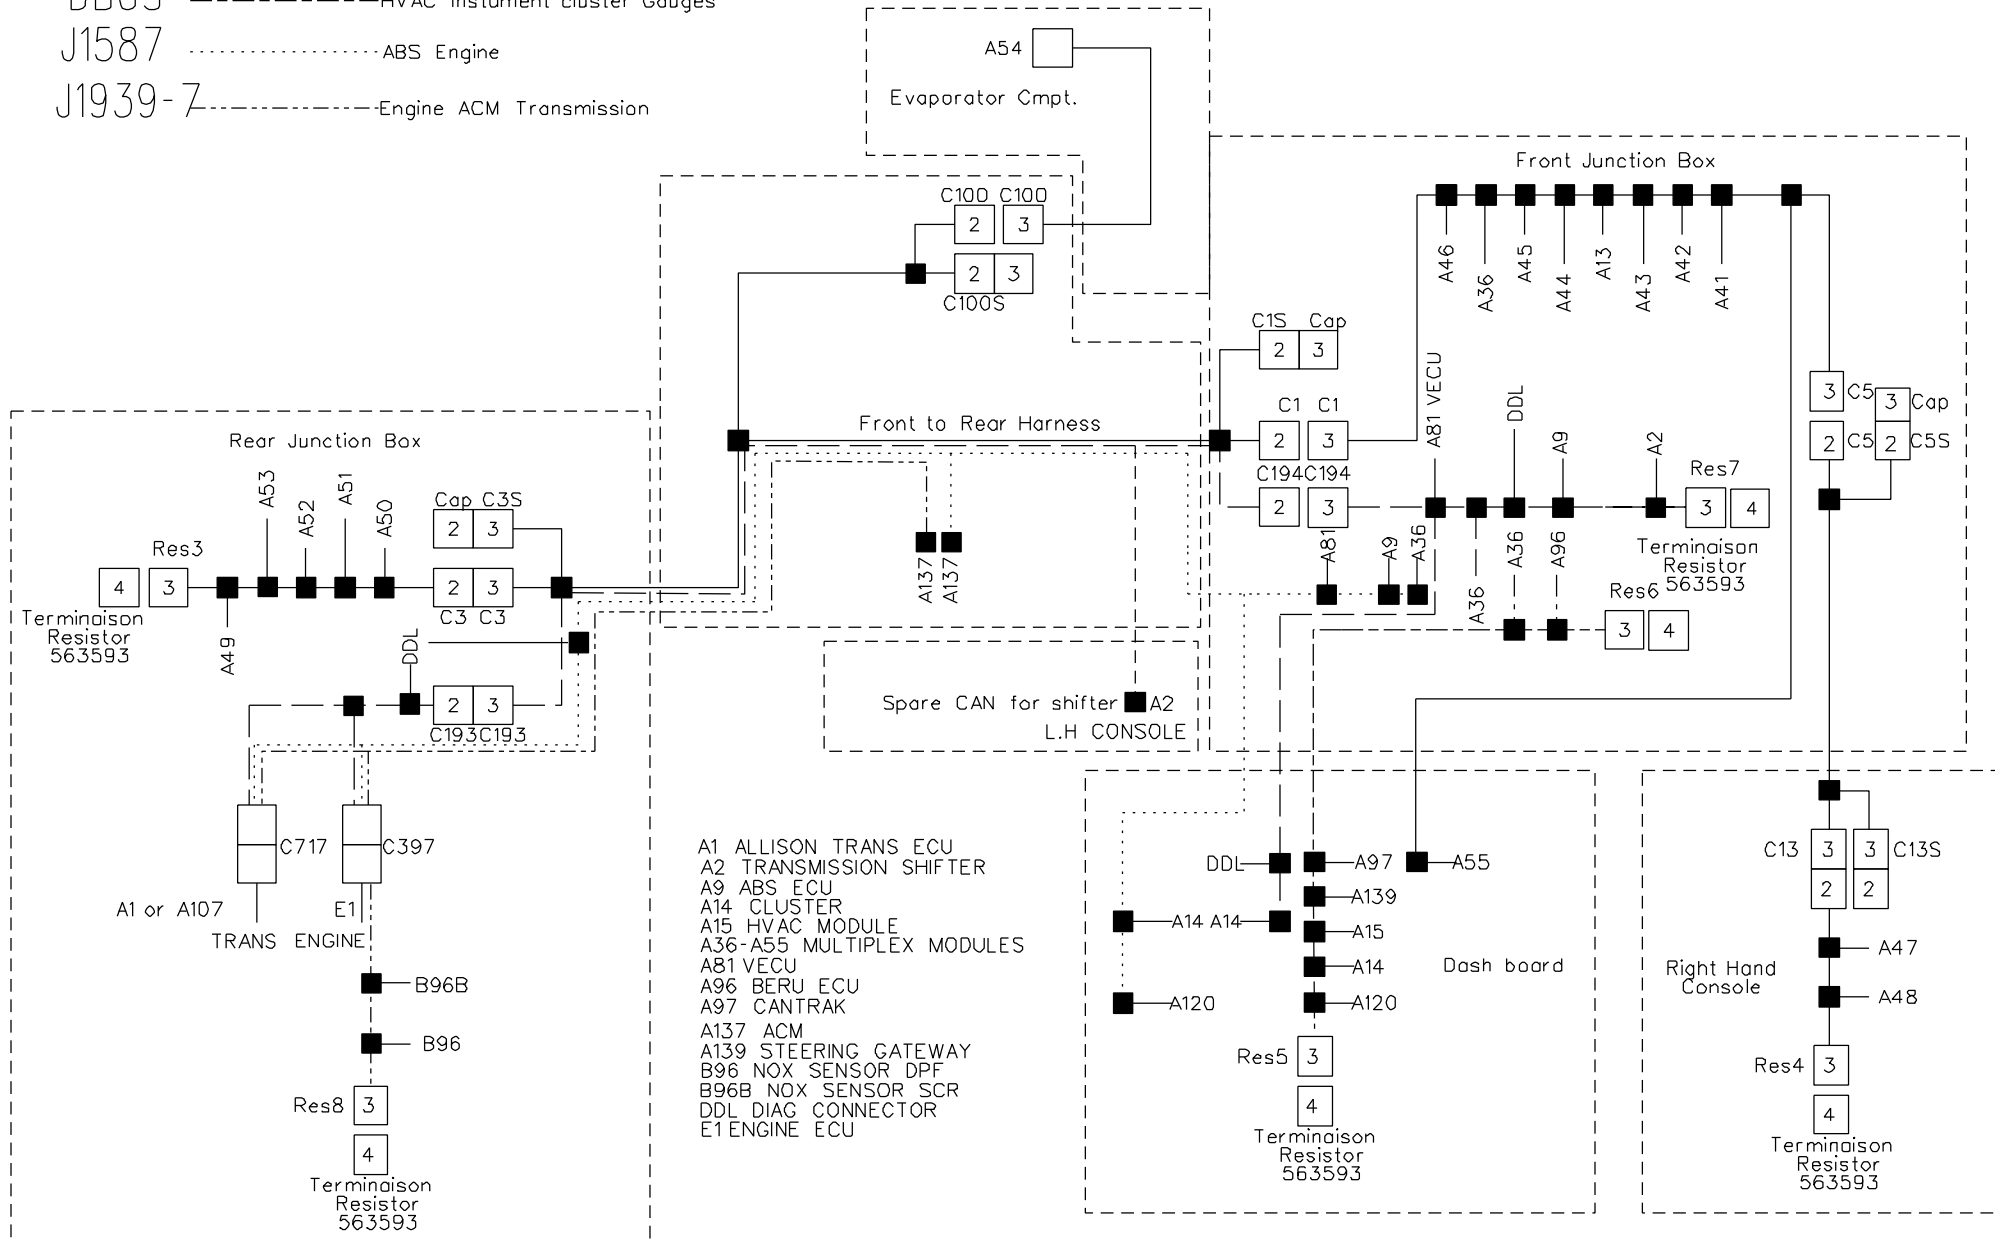 HVAC Instument cluster Gauges
J1587 ABS Engine
J1939-7 Engine ACM Transmission
A54
Evaporator Cmpt.
C100 C100
2 3
2 3
C100S
Front Junction Box
A46 A36 A45 A44 A13 A43 A42 A41
C1S Cap
2 3
C1 C1
2 3
C194 C194
2 3
A81 VECU
DDL
A9
A2
Res7
3 4
Terminaison
Resistor
563593
3 C5
2 C5
3 Cap
2 C5S
A81 A9 A36 A36 A36 A96
Res6
3 4
Front to Rear Harness
A137 A137
Spare CAN for shifter A2
L.H CONSOLE
Rear Junction Box
A53 A52 A51 A50
Cap C3S
2 3
Res3
4 3
2 3
C3 C3
Terminaison
Resistor
563593
A49
DDL
2 3
C193 C193
C717
C397
A1 or A107
E1
TRANS ENGINE
B96B
B96
Res8 3
4
Terminaison
Resistor
563593
A1 ALLISON TRANS ECU
A2 TRANSMISSION SHIFTER
A9 ABS ECU
A14 CLUSTER
A15 HVAC MODULE
A36-A55 MULTIPLEX MODULES
A81 VECU
A96 BERU ECU
A97 CANTRAK
A137 ACM
A139 STEERING GATEWAY
B96 NOX SENSOR DPF
B96B NOX SENSOR SCR
DDL DIAG CONNECTOR
E1 ENGINE ECU
DDL
A97
A55
A139
A14 A14
A15
A14
Dash board
A120
A120
Res5 3
4
Terminaison
Resistor
563593
C13 3
2
3 C13S
2
A47
Right Hand
Console
A48
Res4 3
4
Terminaison
Resistor
563593